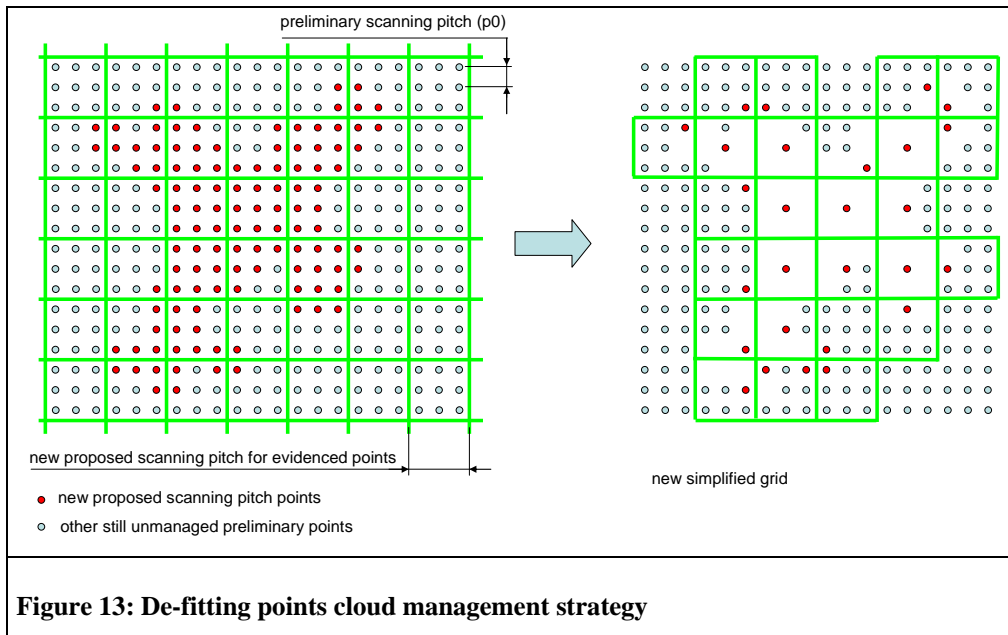 preliminary scanning pitch (p0)
new proposed scanning pitch for evidenced points
new simplified grid
new proposed scanning pitch points
other still unmanaged preliminary points
Figure 13: De-fitting points cloud management strategy